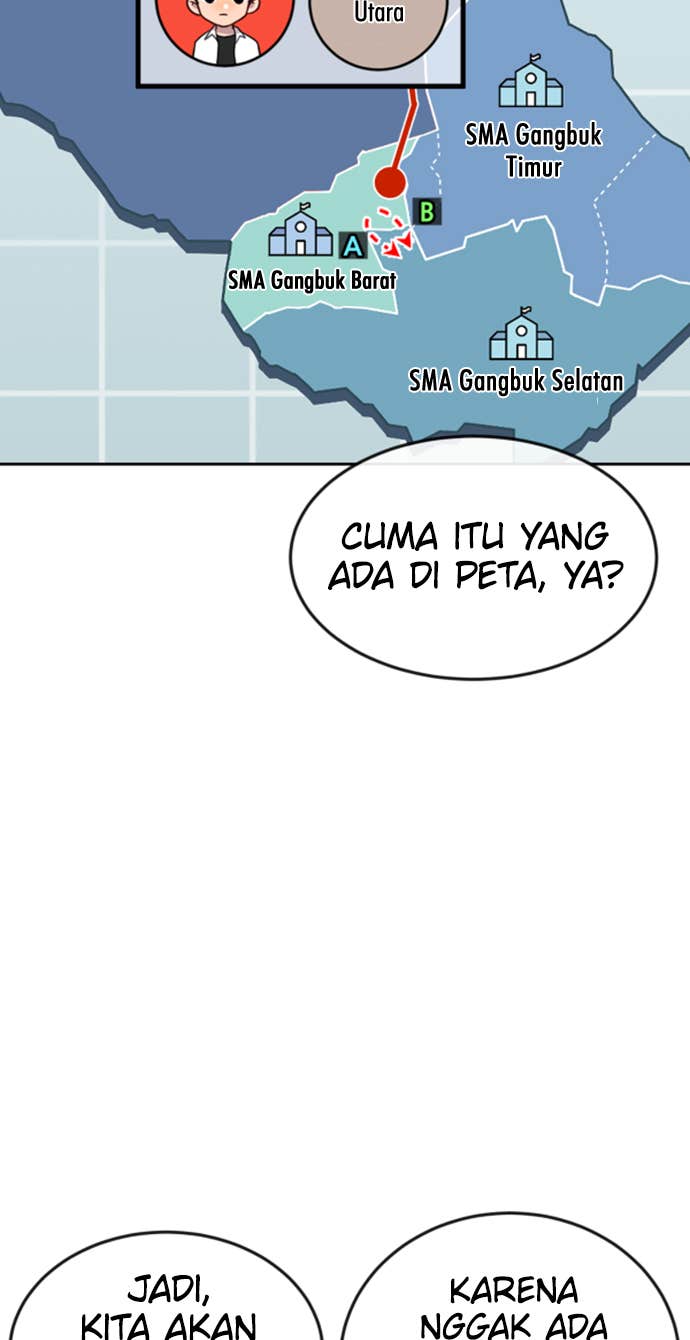 Utara
SMA Gangbuk
Timur
B
A
SMA Gangbuk Barat
SMA Gangbuk Selatan
CUMA ITU YANG
ADA DI PETA, YA?
JADI,
KITA AKAN
KARENA
NGGAK ADA